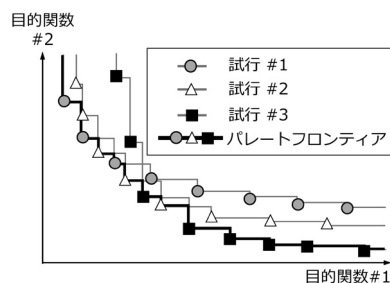 目的関数
#2
試行 #1
試行 #2
試行 #3
パレートフロンティア
目的関数#1